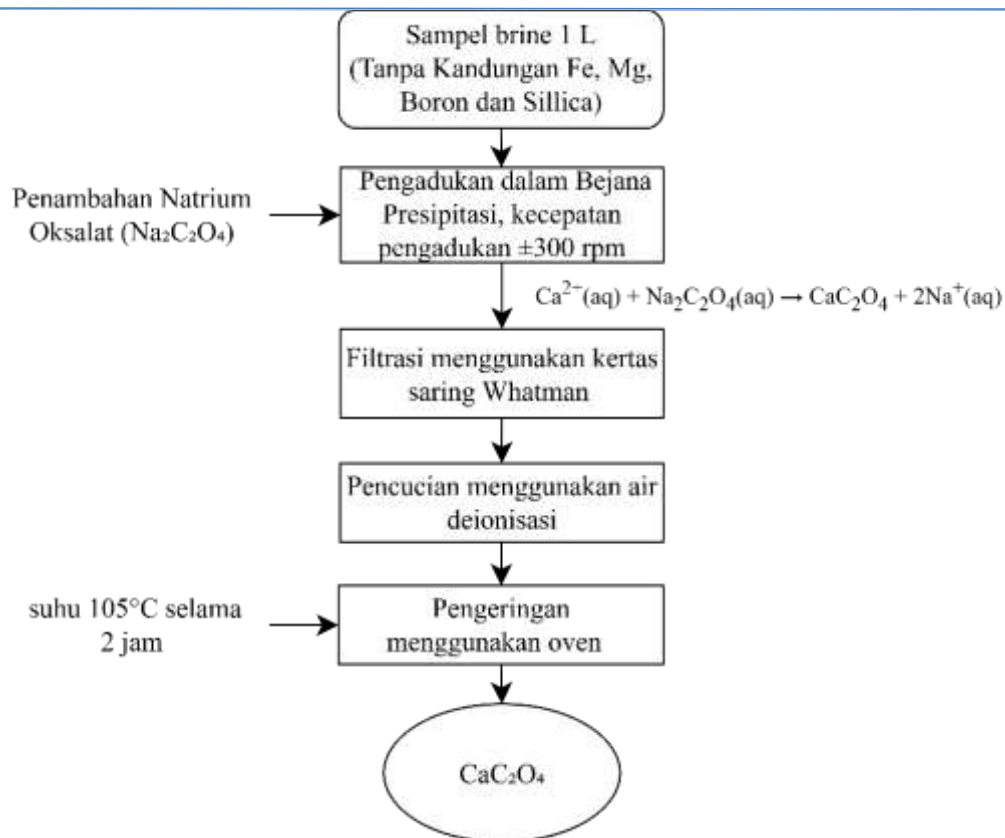 Sampel brine 1 L
(Tanpa Kandungan Fe, Mg,
Boron dan Sillica)
Penambahan Natrium
Oksalat (Na₂C₂O₄)
Pengadukan dalam Bejana
Presipitasi, kecepatan
pengadukan ±300 rpm
Ca²⁺(aq) + Na₂C₂O₄(aq) → CaC₂O₄ + 2Na⁺(aq)
Filtrasi menggunakan kertas
saring Whatman
Pencucian menggunakan air
deionisasi
suhu 105°C selama
2 jam
Pengeringan
menggunakan oven
CaC₂O₄